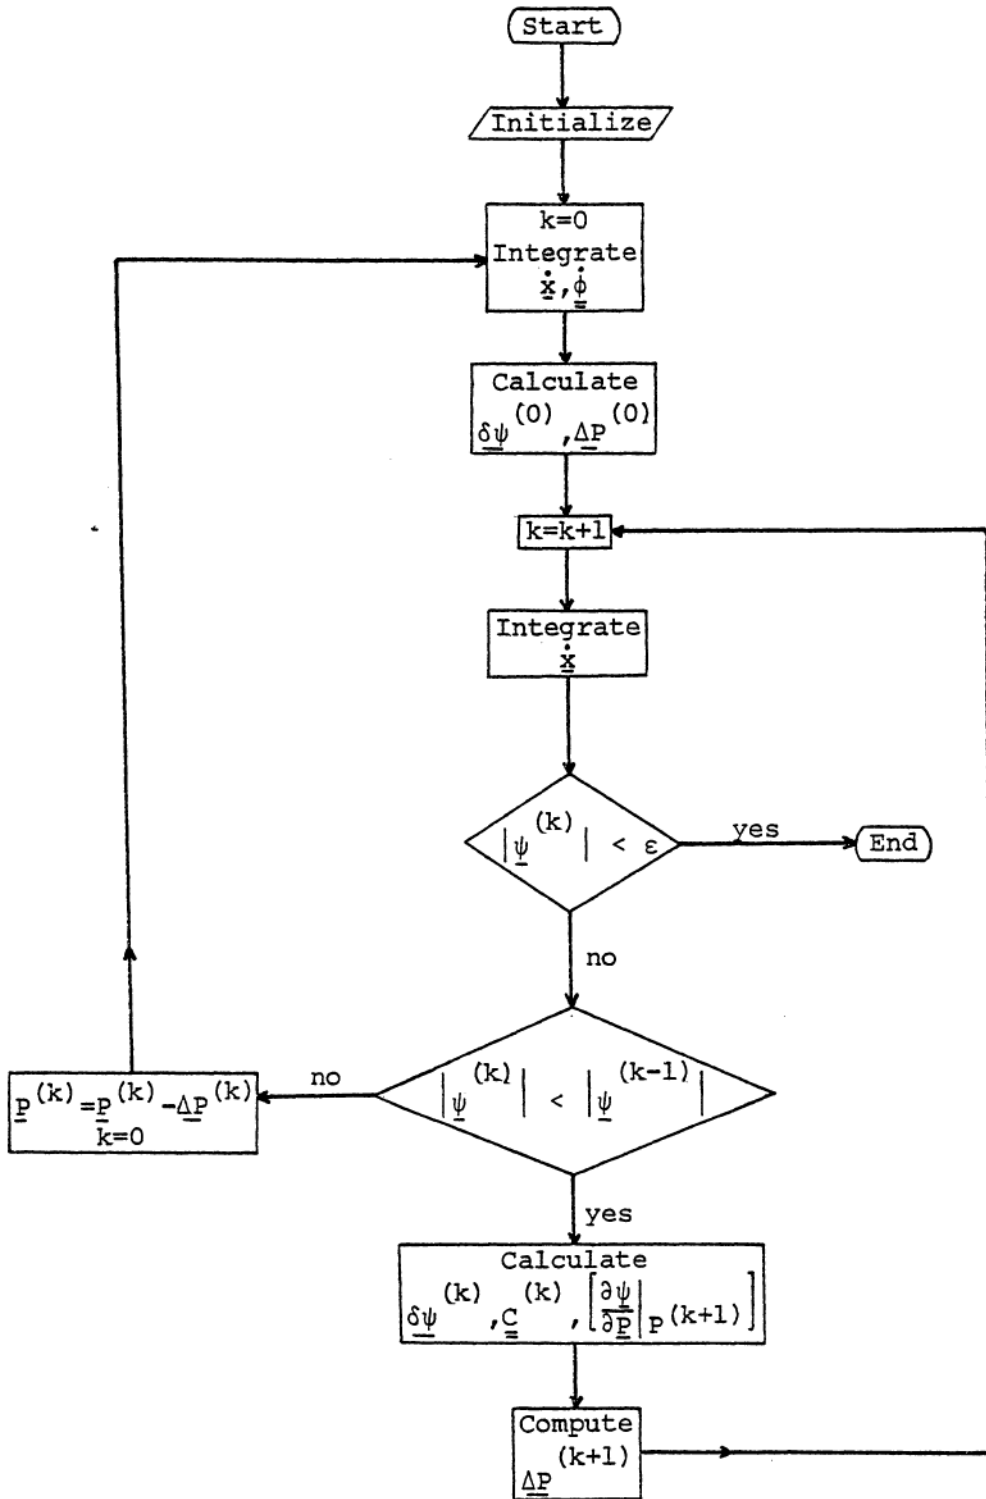 Start
Initialize
k=0
Integrate
ẋ, φ̇
Calculate
δψ^(0), ΔP^(0)
k=k+1
Integrate
ẋ
|ψ^(k)| < ε
yes
End
no
|ψ^(k)| < |ψ^(k-1)|
no
P^(k)=P^(k)-ΔP^(k)
k=0
yes
Calculate
δψ^(k), C^(k), [∂ψ/∂P|P^(k+1)]
Compute
ΔP^(k+1)